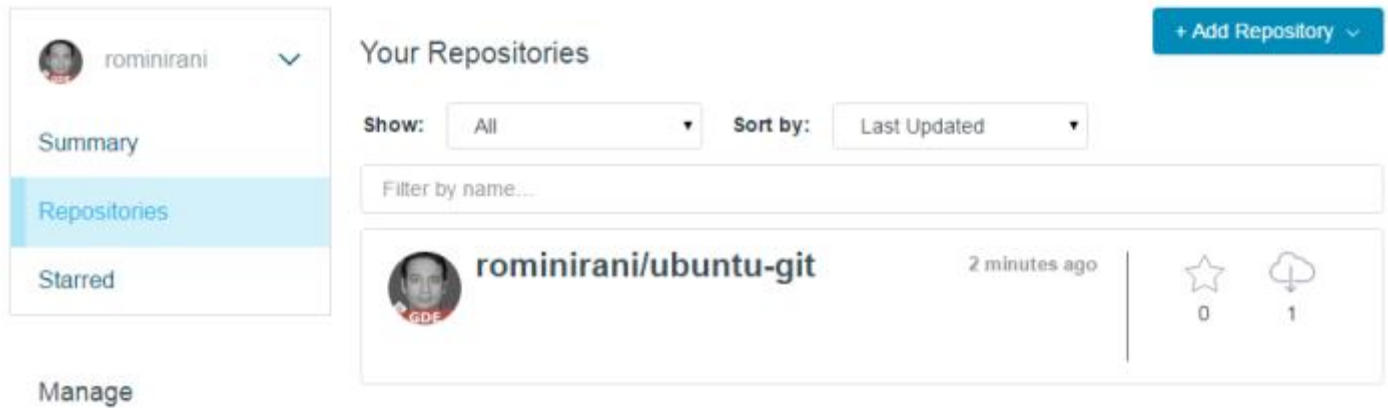 + Add Repository
rominirani
Your Repositories
Show: All Sort by: Last Updated
Summary
Filter by name...
Repositories
rominirani/ubuntu-git 2 minutes ago
Starred
GDE
0 1
Manage